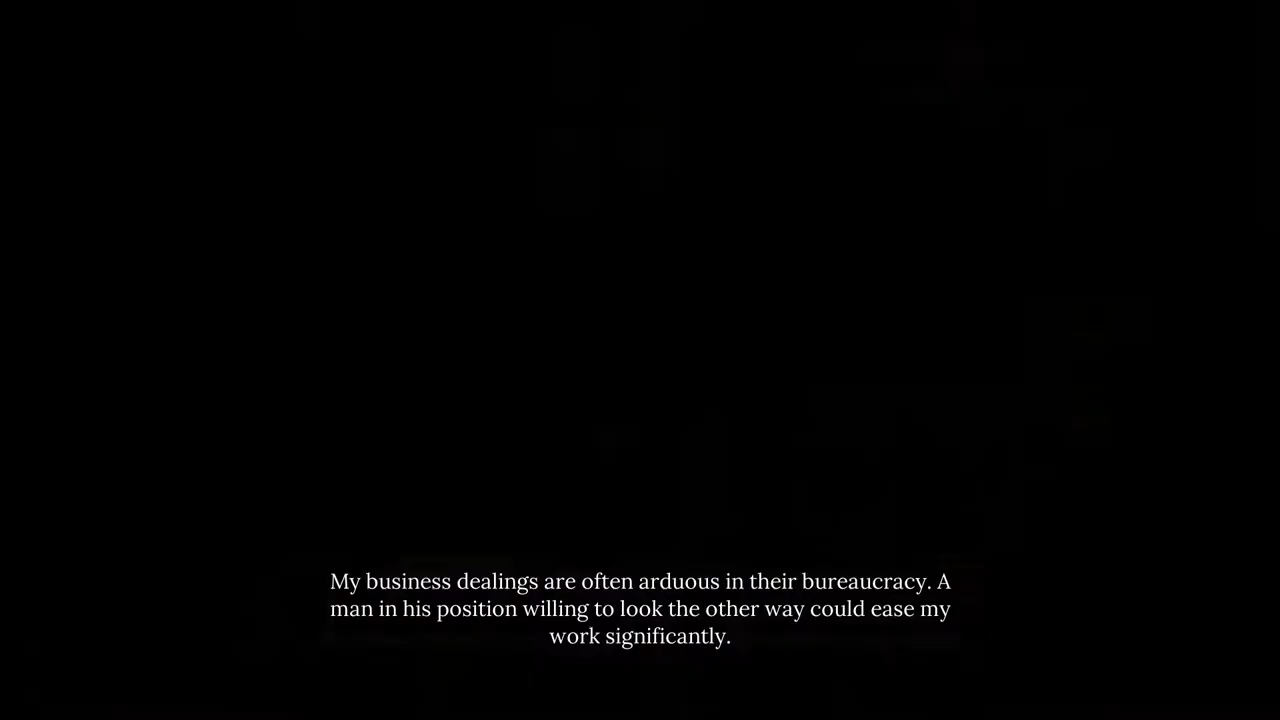 My business dealings are often arduous in their bureaucracy. A
man in his position willing to look the other way could ease my
work significantly.